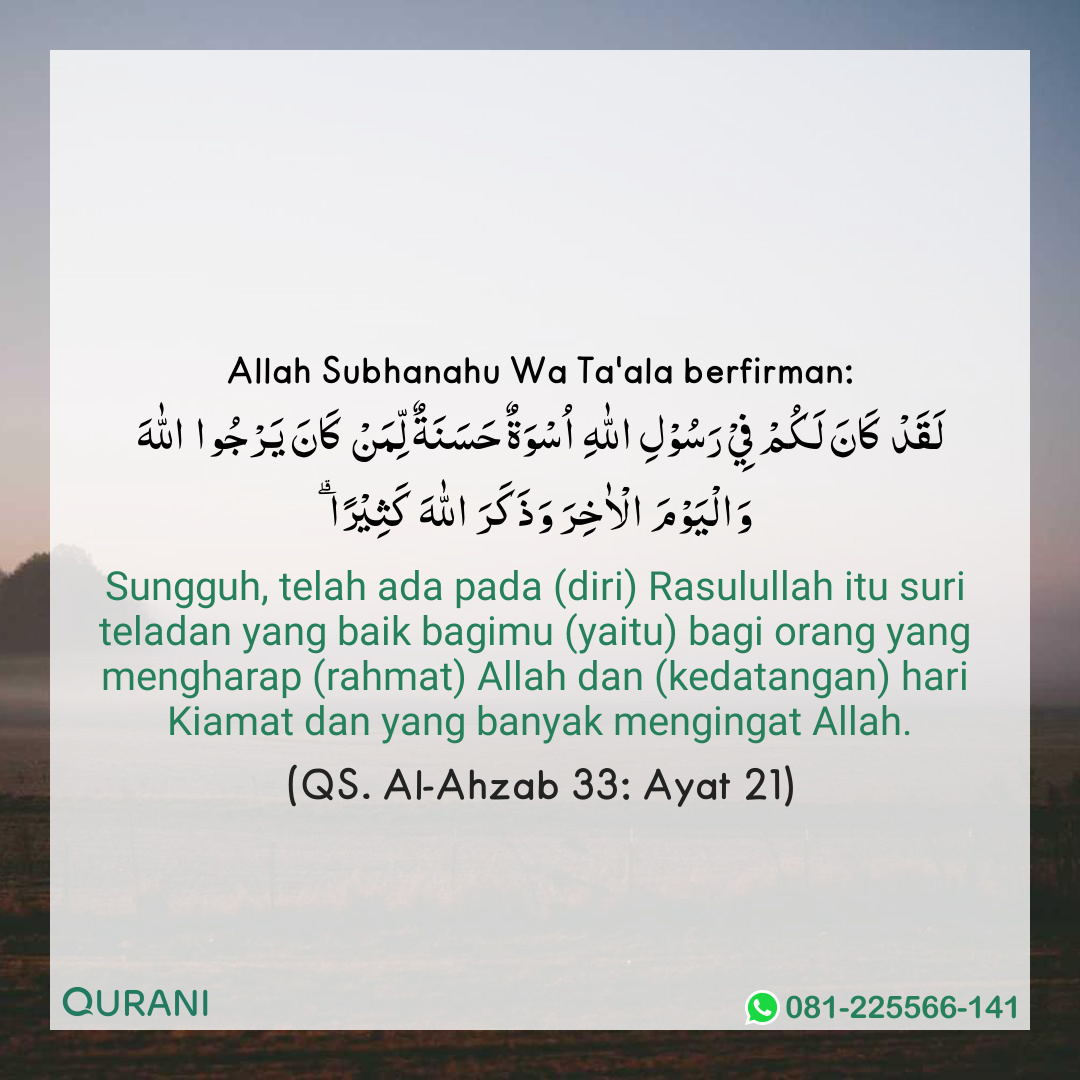 Allah Subhanahu Wa Ta'ala berfirman:
لَقَدْ كَانَ لَكُمْ فِيْ رَسُوْلِ اللّٰهِ اُسْوَةٌ حَسَنَةٌ لِّمَنْ كَانَ يَرْجُوا اللّٰهَ
وَالْيَوْمَ الْاٰخِرَ وَذَكَرَ اللّٰهَ كَثِيْرًاۗ
Sungguh, telah ada pada (diri) Rasulullah itu suri
teladan yang baik bagimu (yaitu) bagi orang yang
mengharap (rahmat) Allah dan (kedatangan) hari
Kiamat dan yang banyak mengingat Allah.
(QS. Al-Ahzab 33: Ayat 21)
QURANI
081-225566-141